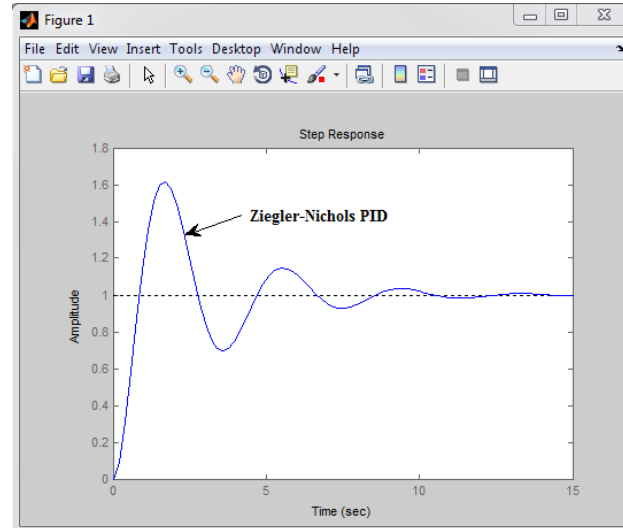 Figure 1
File Edit View Insert Tools Desktop Window Help
Step Response
1.8
1.6
1.4
1.2
1
0.8
0.6
0.4
0.2
0
Amplitude
Ziegler-Nichols PID
0 5 10 15
Time (sec)